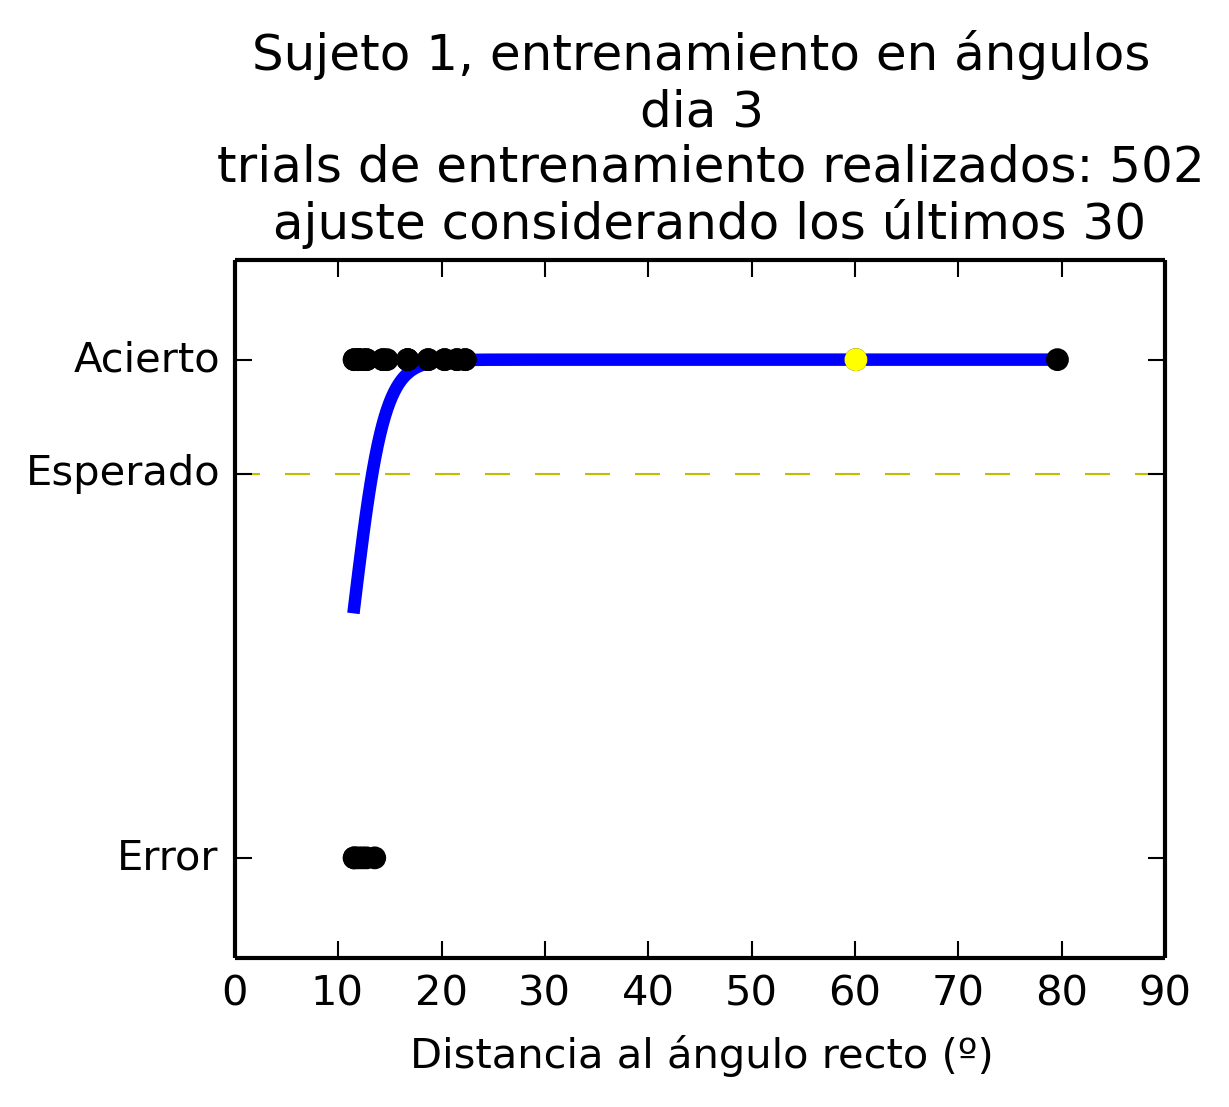 Sujeto 1, entrenamiento en ángulos
dia 3
trials de entrenamiento realizados: 502
ajuste considerando los últimos 30
Acierto
Esperado
Error
0 10 20 30 40 50 60 70 80 90
Distancia al ángulo recto (º)